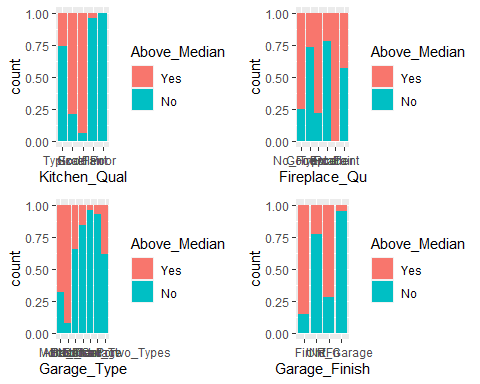 1.00
0.75
0.50
0.25
0.00
count
Kitchen_Qual
Above_Median
Yes
No
1.00
0.75
0.50
0.25
0.00
count
Fireplace_Qu
Above_Median
Yes
No
1.00
0.75
0.50
0.25
0.00
count
Garage_Type
Above_Median
Yes
No
1.00
0.75
0.50
0.25
0.00
count
Garage_Finish
Above_Median
Yes
No